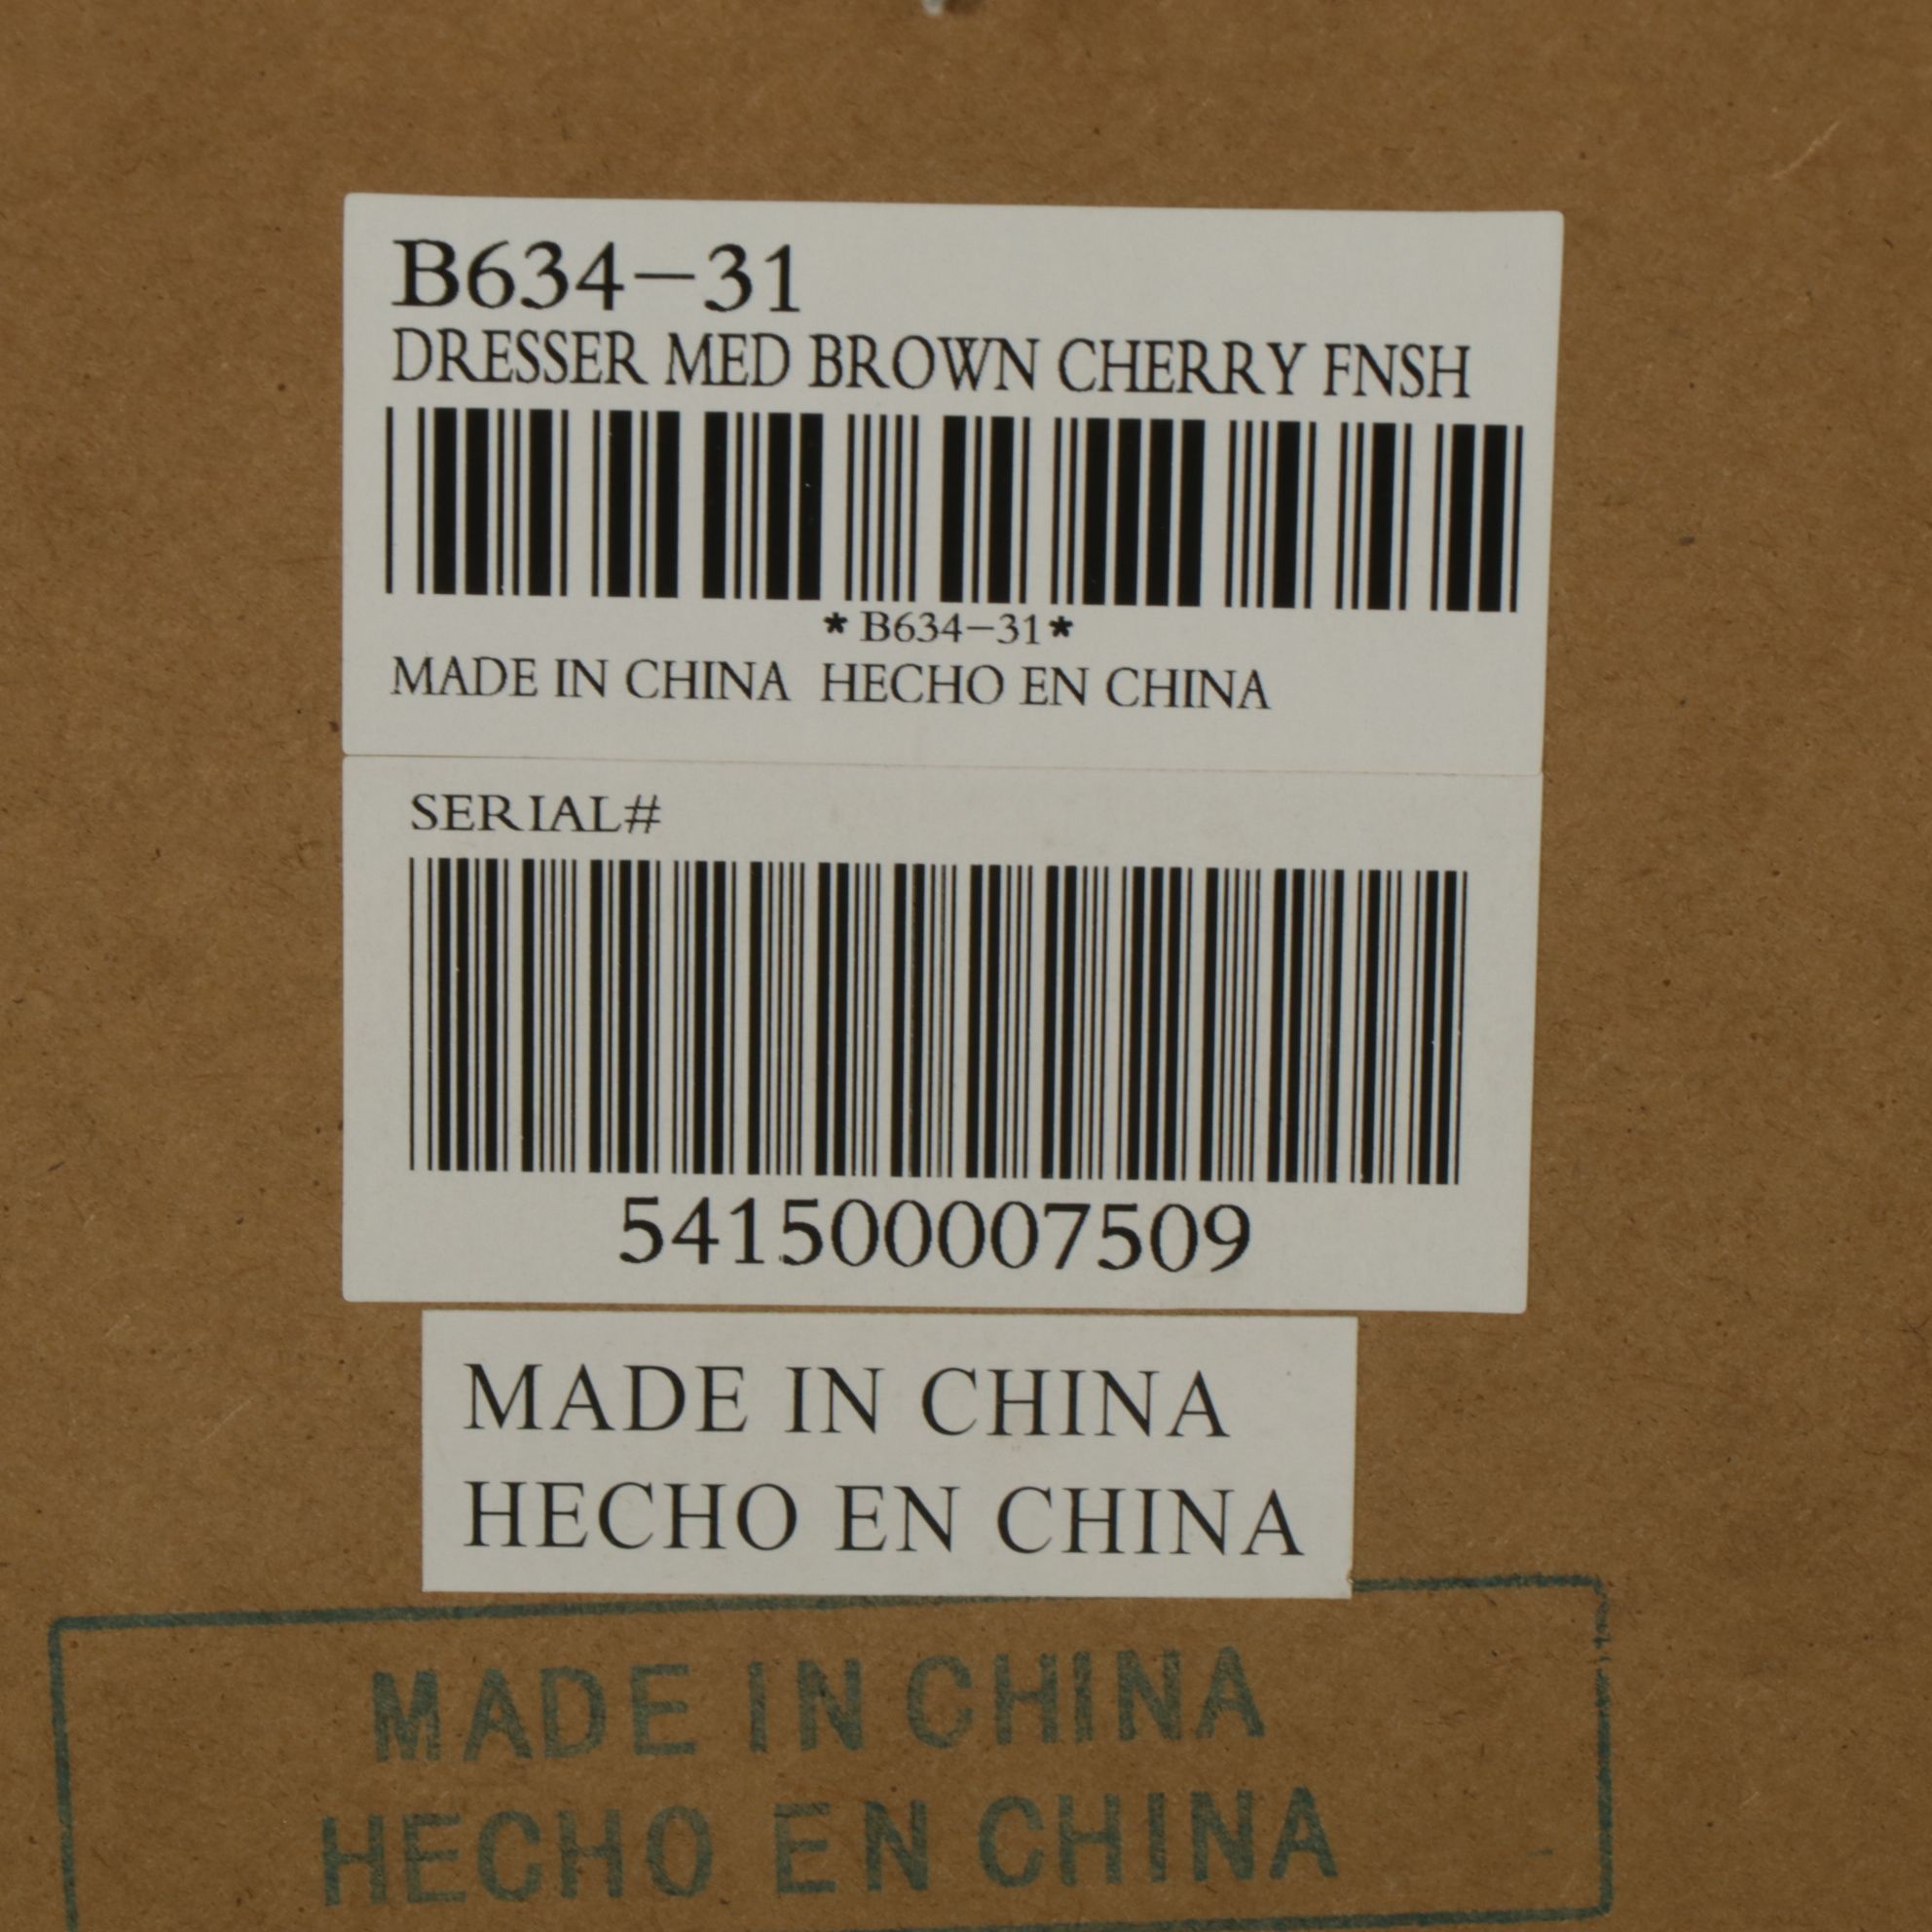 B634-31
DRESSER MED BROWN CHERRY FNSH
*B634-31*
MADE IN CHINA HECHO EN CHINA
SERIAL#
541500007509
MADE IN CHINA
HECHO EN CHINA
MADE IN CHINA
HECHO EN CHINA